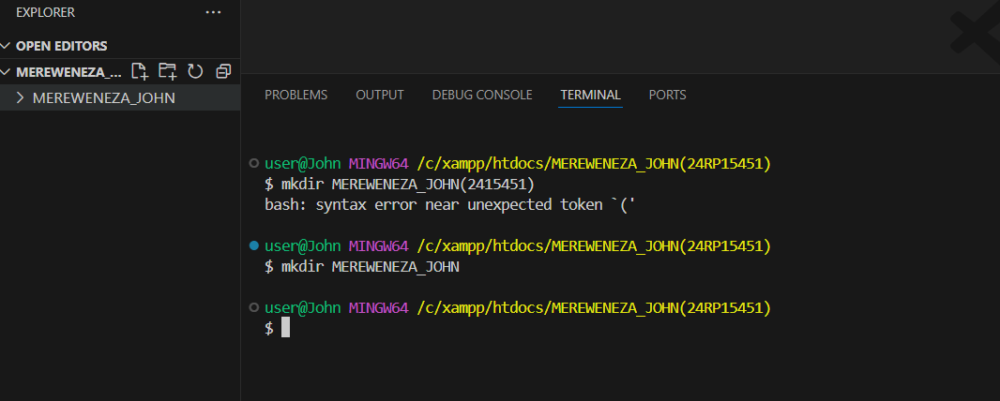 EXPLORER ...
OPEN EDITORS
MEREWENEZA_...
MEREWENEZA_JOHN
PROBLEMS OUTPUT DEBUG CONSOLE TERMINAL PORTS
user@John MINGW64 /c/xampp/htdocs/MEREWENEZA_JOHN(24RP15451)
$ mkdir MEREWENEZA_JOHN(2415451)
bash: syntax error near unexpected token `('
user@John MINGW64 /c/xampp/htdocs/MEREWENEZA_JOHN(24RP15451)
$ mkdir MEREWENEZA_JOHN
user@John MINGW64 /c/xampp/htdocs/MEREWENEZA_JOHN(24RP15451)
$